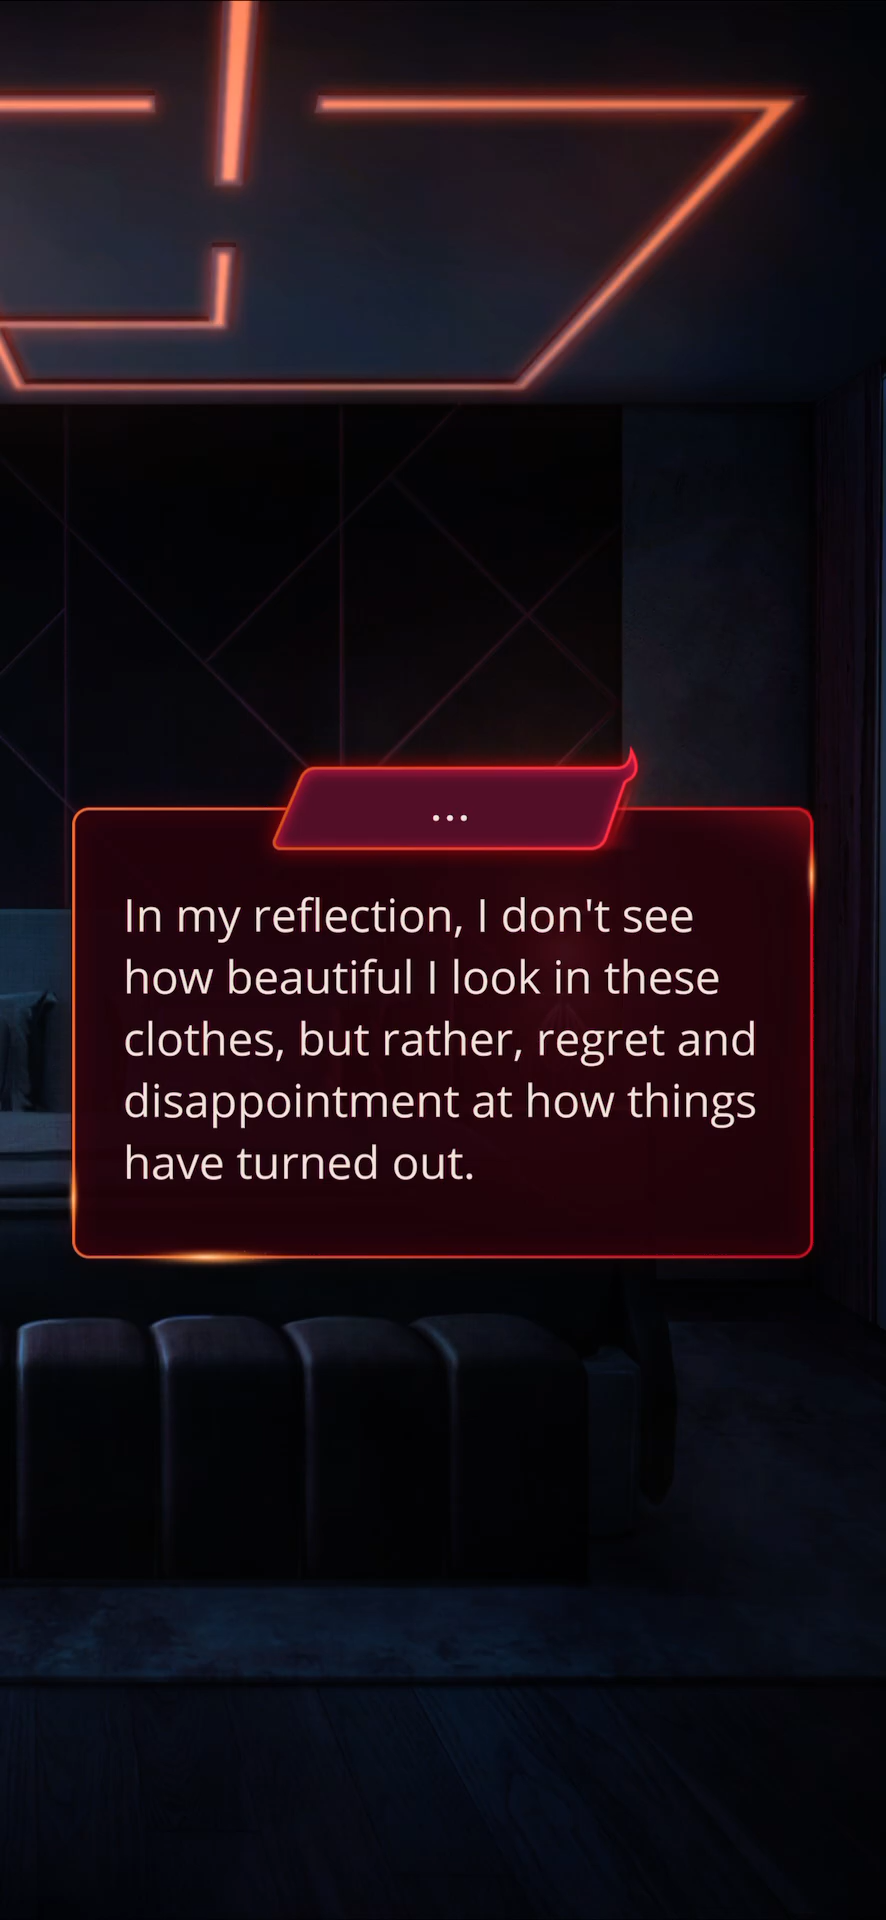 ...
In my reflection, I don't see
how beautiful I look in these
clothes, but rather, regret and
disappointment at how things
have turned out.